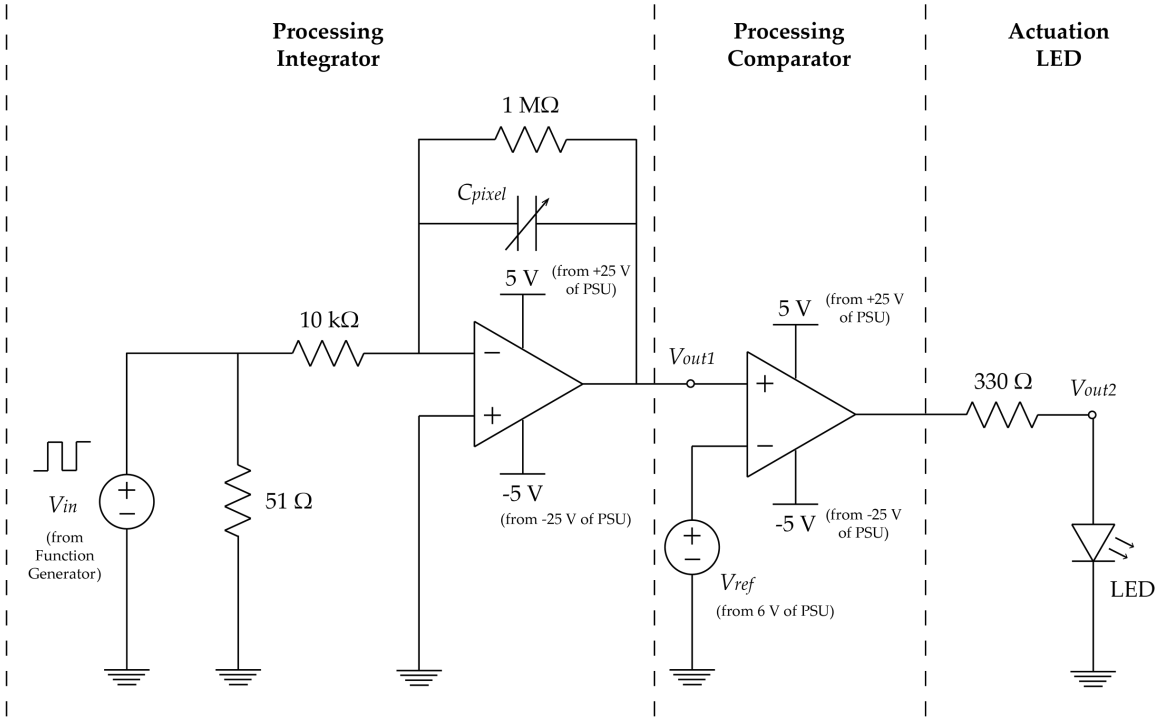 Processing
Integrator
Processing
Comparator
Actuation
LED
1 MΩ
Cpixel
5 V
(from +25 V
of PSU)
10 kΩ
−
+
-5 V
(from -25 V of PSU)
Vin
(from
Function
Generator)
+
−
51 Ω
Vout1
5 V
(from +25 V
of PSU)
+
−
-5 V
(from -25 V
of PSU)
+
−
Vref
(from 6 V of PSU)
330 Ω
Vout2
LED